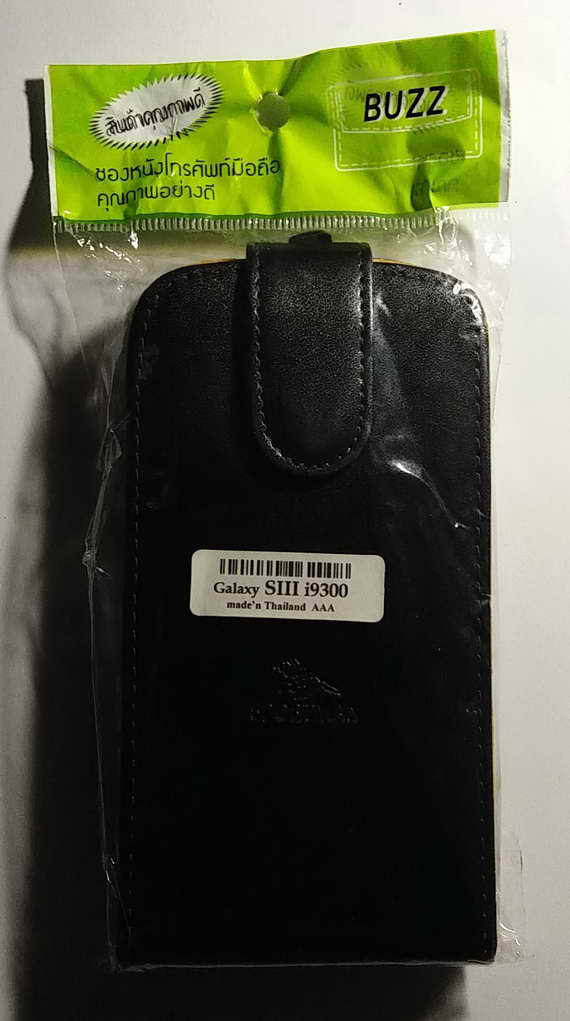 สินค้าคุณภาพดี
BUZZ
ซองหนังโทรศัพท์มือถือ
คุณภาพอย่างดี
Galaxy SIII i9300
made'n Thailand AAA